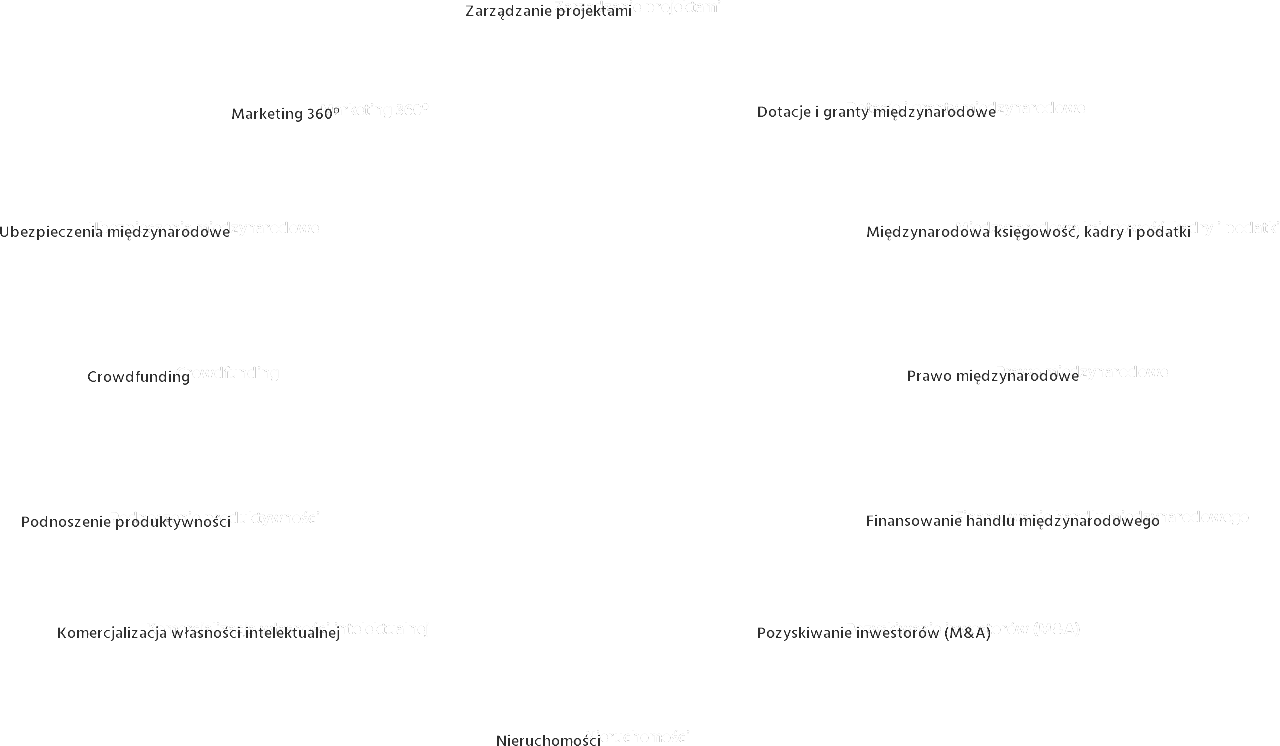 Zarządzanie projektami
Marketing 360º
Dotacje i granty międzynarodowe
Ubezpieczenia międzynarodowe
Międzynarodowa księgowość, kadry i podatki
Crowdfunding
Prawo międzynarodowe
Podnoszenie produktywności
Finansowanie handlu międzynarodowego
Komercjalizacja własności intelektualnej
Pozyskiwanie inwestorów (M&A)
Nieruchomości